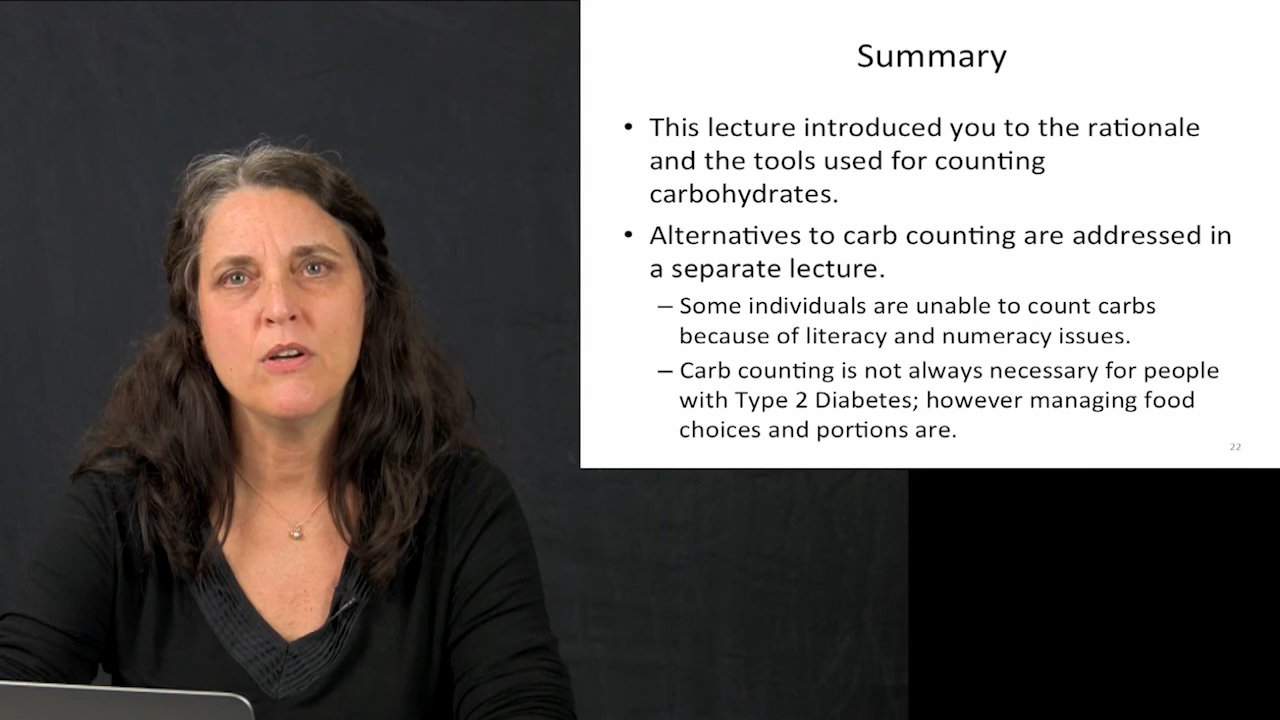 Summary
• This lecture introduced you to the rationale
and the tools used for counting
carbohydrates.
• Alternatives to carb counting are addressed in
a separate lecture.
– Some individuals are unable to count carbs
because of literacy and numeracy issues.
– Carb counting is not always necessary for people
with Type 2 Diabetes; however managing food
choices and portions are.
22